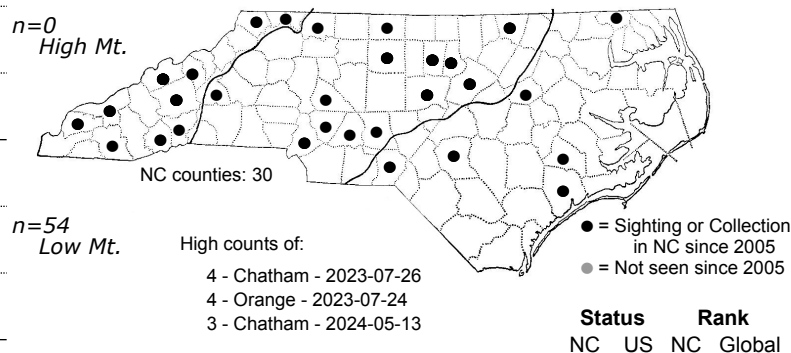 n=0
High Mt.
NC counties: 30
n=54
Low Mt.
High counts of:
4 - Chatham - 2023-07-26
4 - Orange - 2023-07-24
3 - Chatham - 2024-05-13
= Sighting or Collection
in NC since 2005
= Not seen since 2005
Status Rank
NC US NC Global